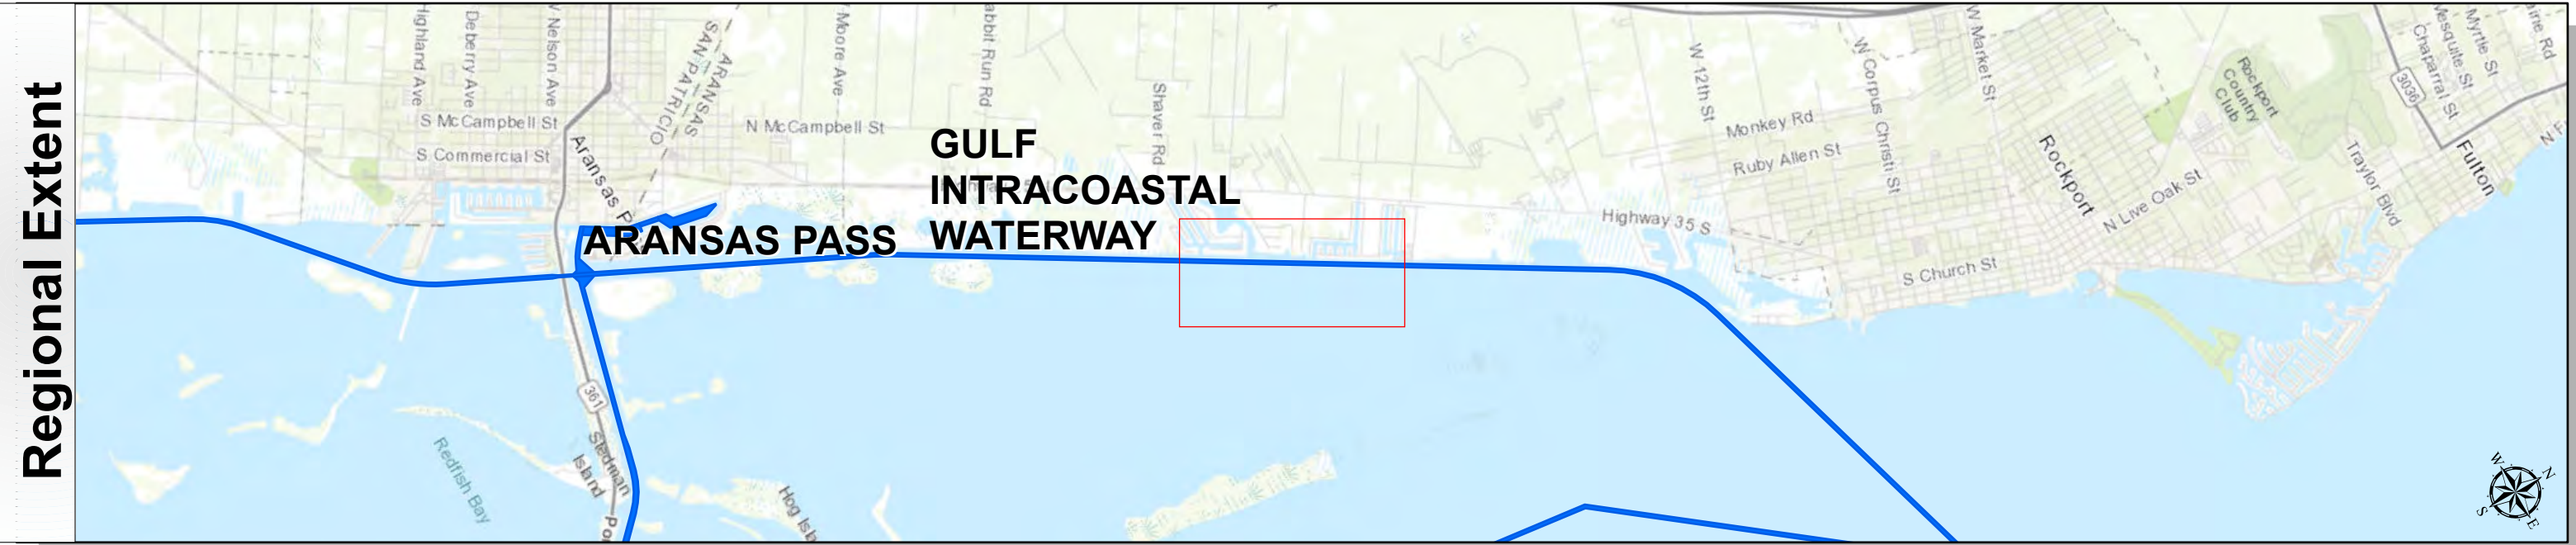 Regional Extent
Highland Ave
Deberry Ave
Nelson Ave
S McCampbell St
S Commercial St
Aransas
SAN PATRICIO
ARANSAS
Moore Ave
N McCampbell St
Run Rd
Shaver Rd
GULF
INTRACOASTAL
WATERWAY
ARANSAS PASS
Highway 35 S
W 12th St
Monkey Rd
Ruby Allen St
W Corpus Christi St
W Market St
S Church St
Rockport
N Live Oak St
Rockport
Country
Club
Traylor Blvd
3036
Chaparral St
Mesquite St
Myrtle St
Fulton
361
Redfish Bay
Stedman
Island
Hog
W
N
S
E